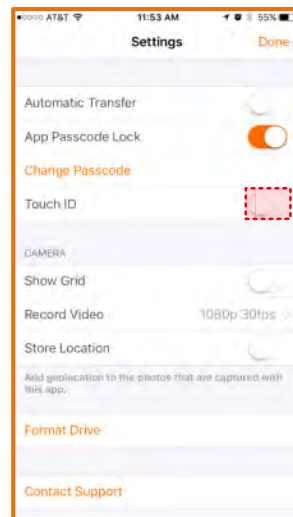 AT&T 11:53 AM 55%
Settings Done
Automatic Transfer
App Passcode Lock
Change Passcode
Touch ID
CAMERA
Show Grid
Record Video 1080p 30fps
Store Location
Add geolocation to the photos that are captured with
this app.
Format Drive
Contact Support